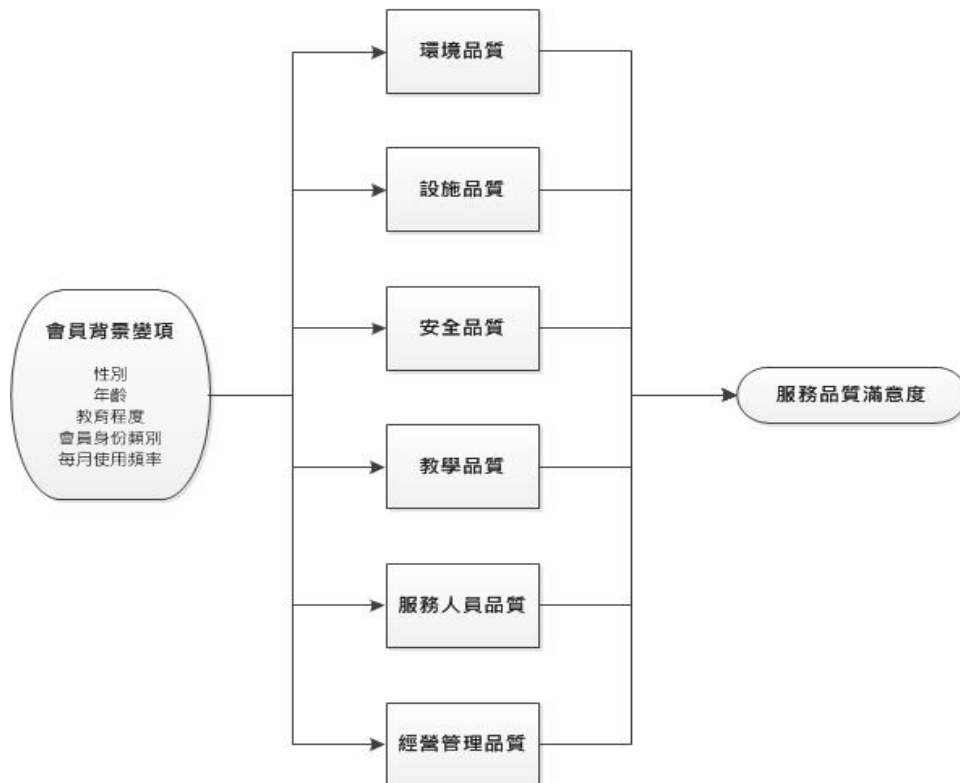 環境品質
設施品質
安全品質
會員背景變項
性別
年齡
教育程度
會員身份類別
每月使用頻率
服務品質滿意度
教學品質
服務人員品質
經營管理品質